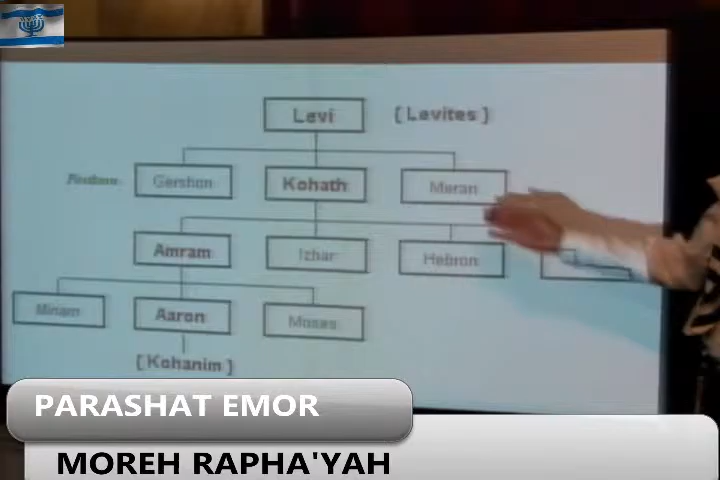 Levi [ Levites ]
Gershon Kohath Merari
Amram Izhar Hebron
Miriam Aaron Moses
[ Kohanim ]
PARASHAT EMOR
MOREH RAPHA'YAH